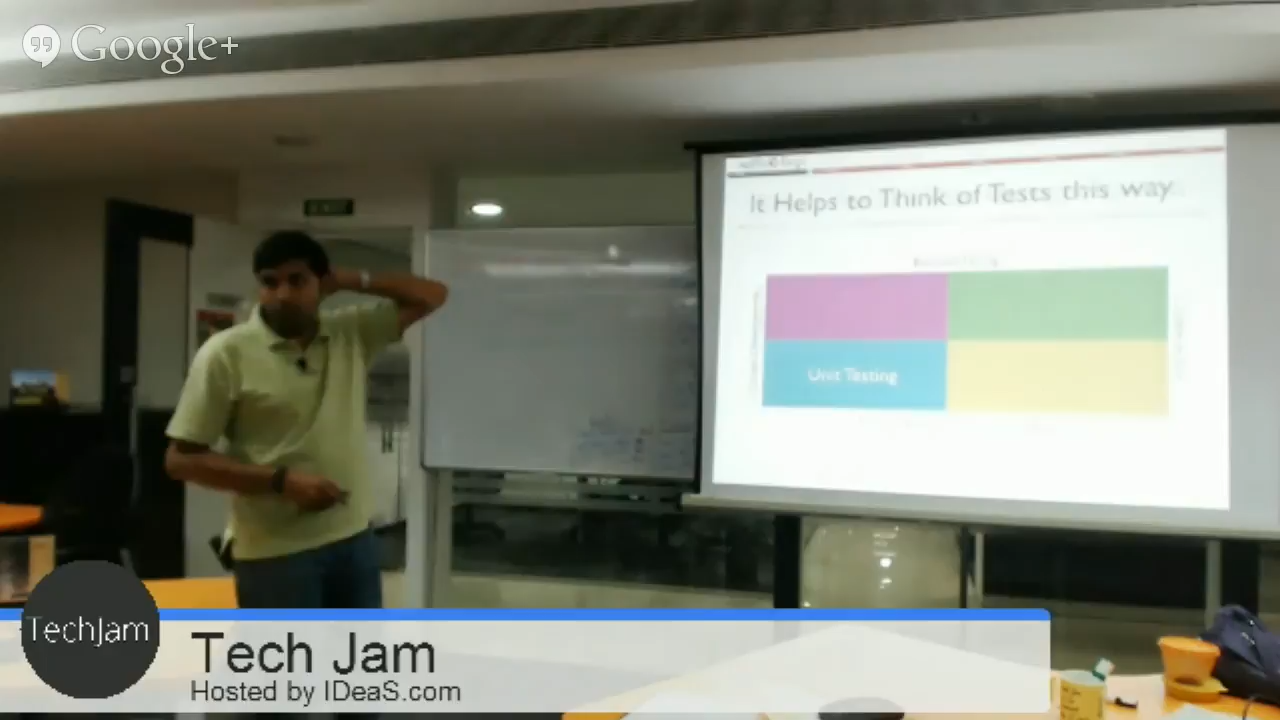 Google+
It Helps to Think of Tests this way
Unit Testing
TechJam
Tech Jam
Hosted by IDeaS.com